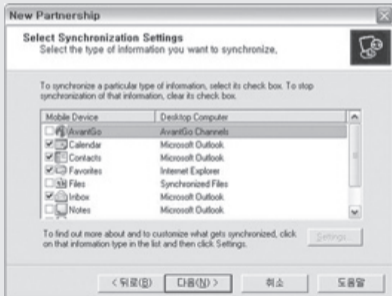 New Partnership
Select Synchronization Settings
Select the type of information you want to synchronize.
To synchronize a particular type of information, select its check box. To stop
synchronization of that information, clear its check box.
Mobile Device Desktop Computer
AvantGo AvantGo Channels
Calendar Microsoft Outlook
Contacts Microsoft Outlook
Favorites Internet Explorer
Files Synchronized Files
Inbox Microsoft Outlook
Notes Microsoft Outlook
To find out more about and to customize what gets synchronized, click
on that information type in the list and then click Settings.
Settings...
< 뒤로(B) 다음(N) > 취소 도움말